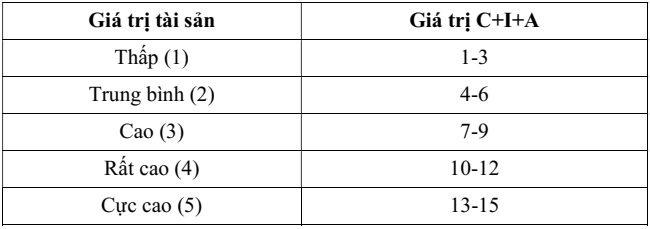 Giá trị tài sản Giá trị C+I+A
Thấp (1) 1-3
Trung bình (2) 4-6
Cao (3) 7-9
Rất cao (4) 10-12
Cực cao (5) 13-15